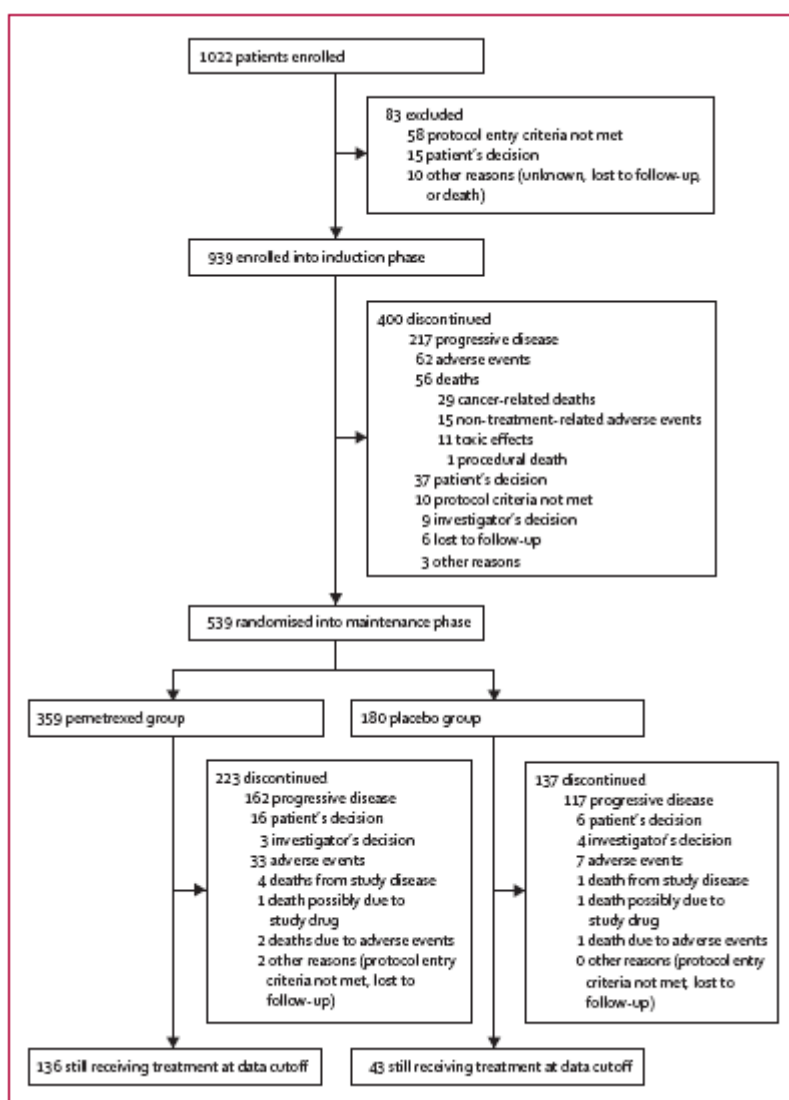 1022 patients enrolled
83 excluded
58 protocol entry criteria not met
15 patient's decision
10 other reasons (unknown, lost to follow-up,
or death)
939 enrolled into induction phase
400 discontinued
217 progressive disease
62 adverse events
56 deaths
29 cancer-related deaths
15 non-treatment-related adverse events
11 toxic effects
1 procedural death
37 patient's decision
10 protocol criteria not met
9 investigator's decision
6 lost to follow-up
3 other reasons
539 randomised into maintenance phase
359 pemetrexed group
180 placebo group
223 discontinued
162 progressive disease
16 patient's decision
3 investigator's decision
33 adverse events
4 deaths from study disease
1 death possibly due to
study drug
2 deaths due to adverse events
2 other reasons (protocol entry
criteria not met, lost to
follow-up)
137 discontinued
117 progressive disease
6 patient's decision
4 investigator's decision
7 adverse events
1 death from study disease
1 death possibly due to
study drug
1 death due to adverse events
0 other reasons (protocol entry
criteria not met, lost to
follow-up)
136 still receiving treatment at data cutoff
43 still receiving treatment at data cutoff